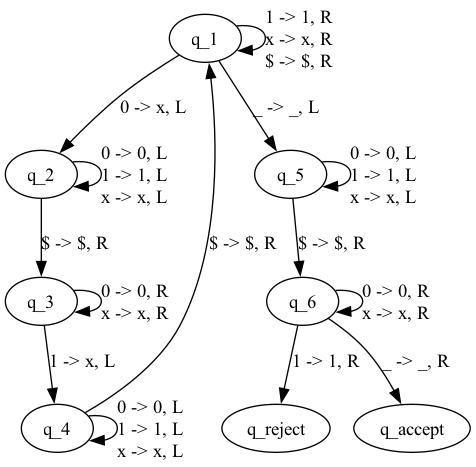 q_1
1 -> 1, R
x -> x, R
$ -> $, R
0 -> x, L
_ -> _, L
q_2
0 -> 0, L
1 -> 1, L
x -> x, L
q_5
0 -> 0, L
1 -> 1, L
x -> x, L
$ -> $, R
$ -> $, R
$ -> $, R
q_3
0 -> 0, R
x -> x, R
q_6
0 -> 0, R
x -> x, R
1 -> x, L
1 -> 1, R
_ -> _, R
q_4
0 -> 0, L
1 -> 1, L
x -> x, L
q_reject
q_accept